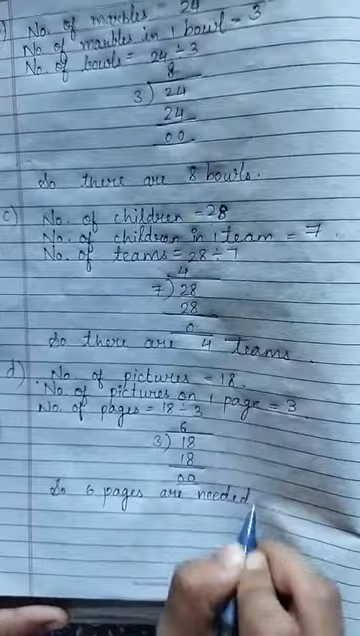 No. of marbles = 24
No. of marbles in 1 bowl = 3
No. of bowls = 24 ÷ 3
8
3) 24
24
00
So there are 8 bowls.
c) No. of children = 28
No. of children in 1 team = 7.
No. of teams = 28 ÷ 7
4
7) 28
28
0
So there are 4 teams.
d) No. of pictures = 18.
No. of pictures on 1 page = 3.
No. of pages = 18 ÷ 3
6
3) 18
18
00
So 6 pages are needed